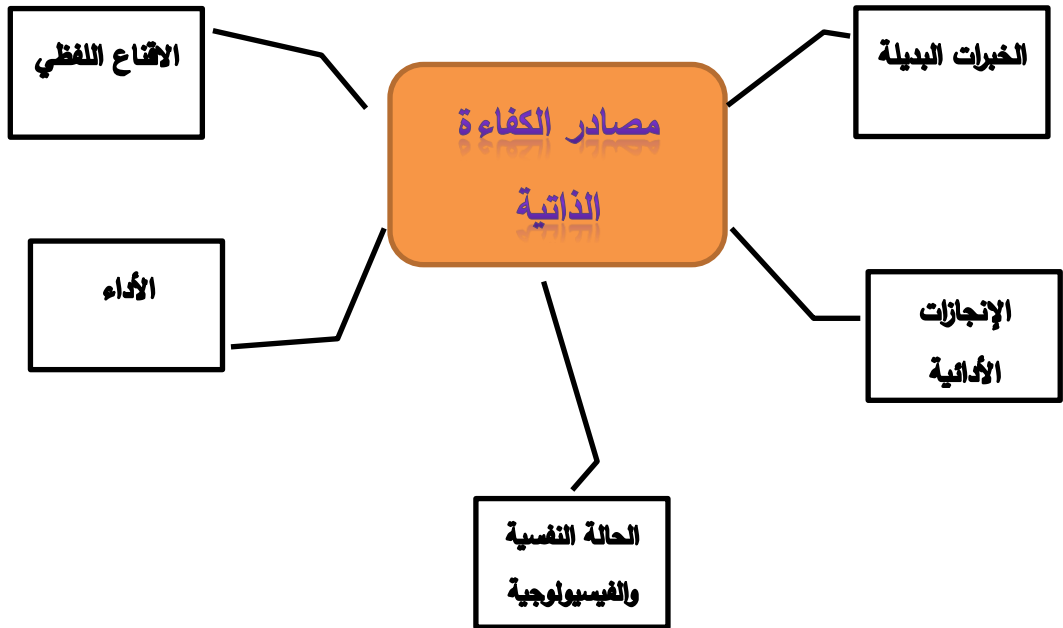 الخبرات البديلة
الاقناع اللفظي
مصادر الكفاءة
الذاتية
الإنجازات
الأدائية
الأداء
الحالة النفسية
والفيسيولوجية